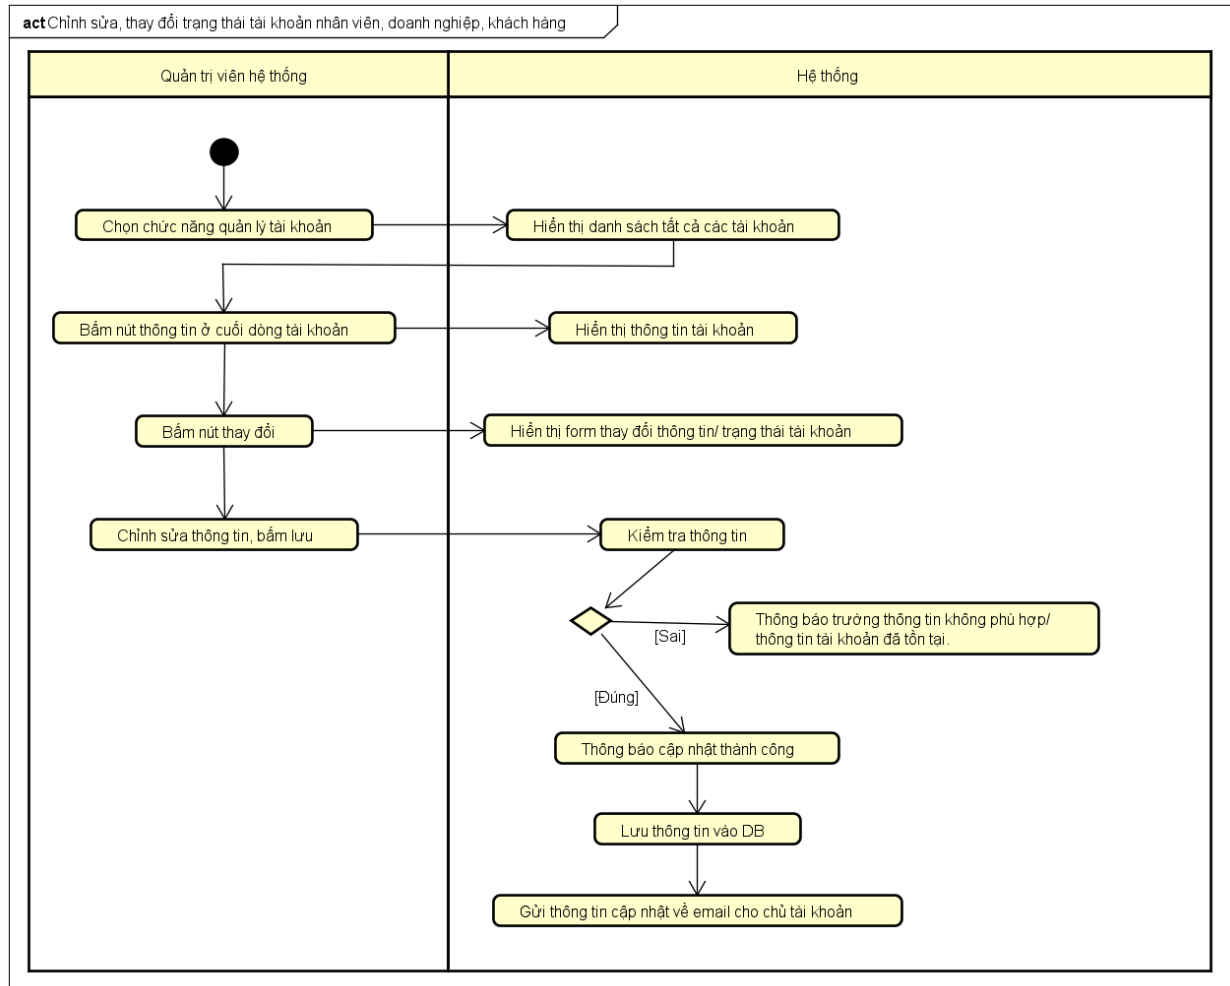 act Chỉnh sửa, thay đổi trạng thái tài khoản nhân viên, doanh nghiệp, khách hàng
Quản trị viên hệ thống
Hệ thống
Chọn chức năng quản lý tài khoản
Hiển thị danh sách tất cả các tài khoản
Bấm nút thông tin ở cuối dòng tài khoản
Hiển thị thông tin tài khoản
Bấm nút thay đổi
Hiển thị form thay đổi thông tin/ trạng thái tài khoản
Chỉnh sửa thông tin, bấm lưu
Kiểm tra thông tin
Thông báo trường thông tin không phù hợp/
thông tin tài khoản đã tồn tại.
[Sai]
[Đúng]
Thông báo cập nhật thành công
Lưu thông tin vào DB
Gửi thông tin cập nhật về email cho chủ tài khoản